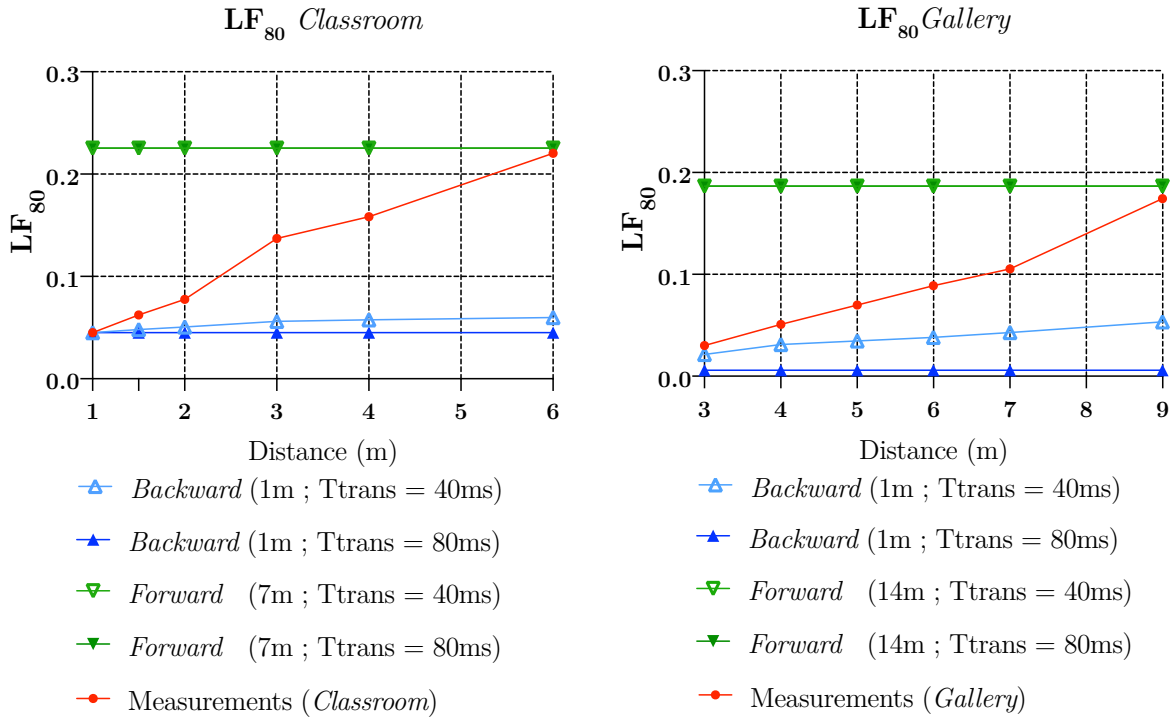 LF80 Classroom
LF80 Gallery
LF80
0.3
0.2
0.1
0.0
1 2 3 4 5 6
Distance (m)
LF80
0.3
0.2
0.1
0.0
3 4 5 6 7 8 9
Distance (m)
Backward (1m ; Ttrans = 40ms)
Backward (1m ; Ttrans = 80ms)
Forward (7m ; Ttrans = 40ms)
Forward (7m ; Ttrans = 80ms)
Measurements (Classroom)
Backward (1m ; Ttrans = 40ms)
Backward (1m ; Ttrans = 80ms)
Forward (14m ; Ttrans = 40ms)
Forward (14m ; Ttrans = 80ms)
Measurements (Gallery)